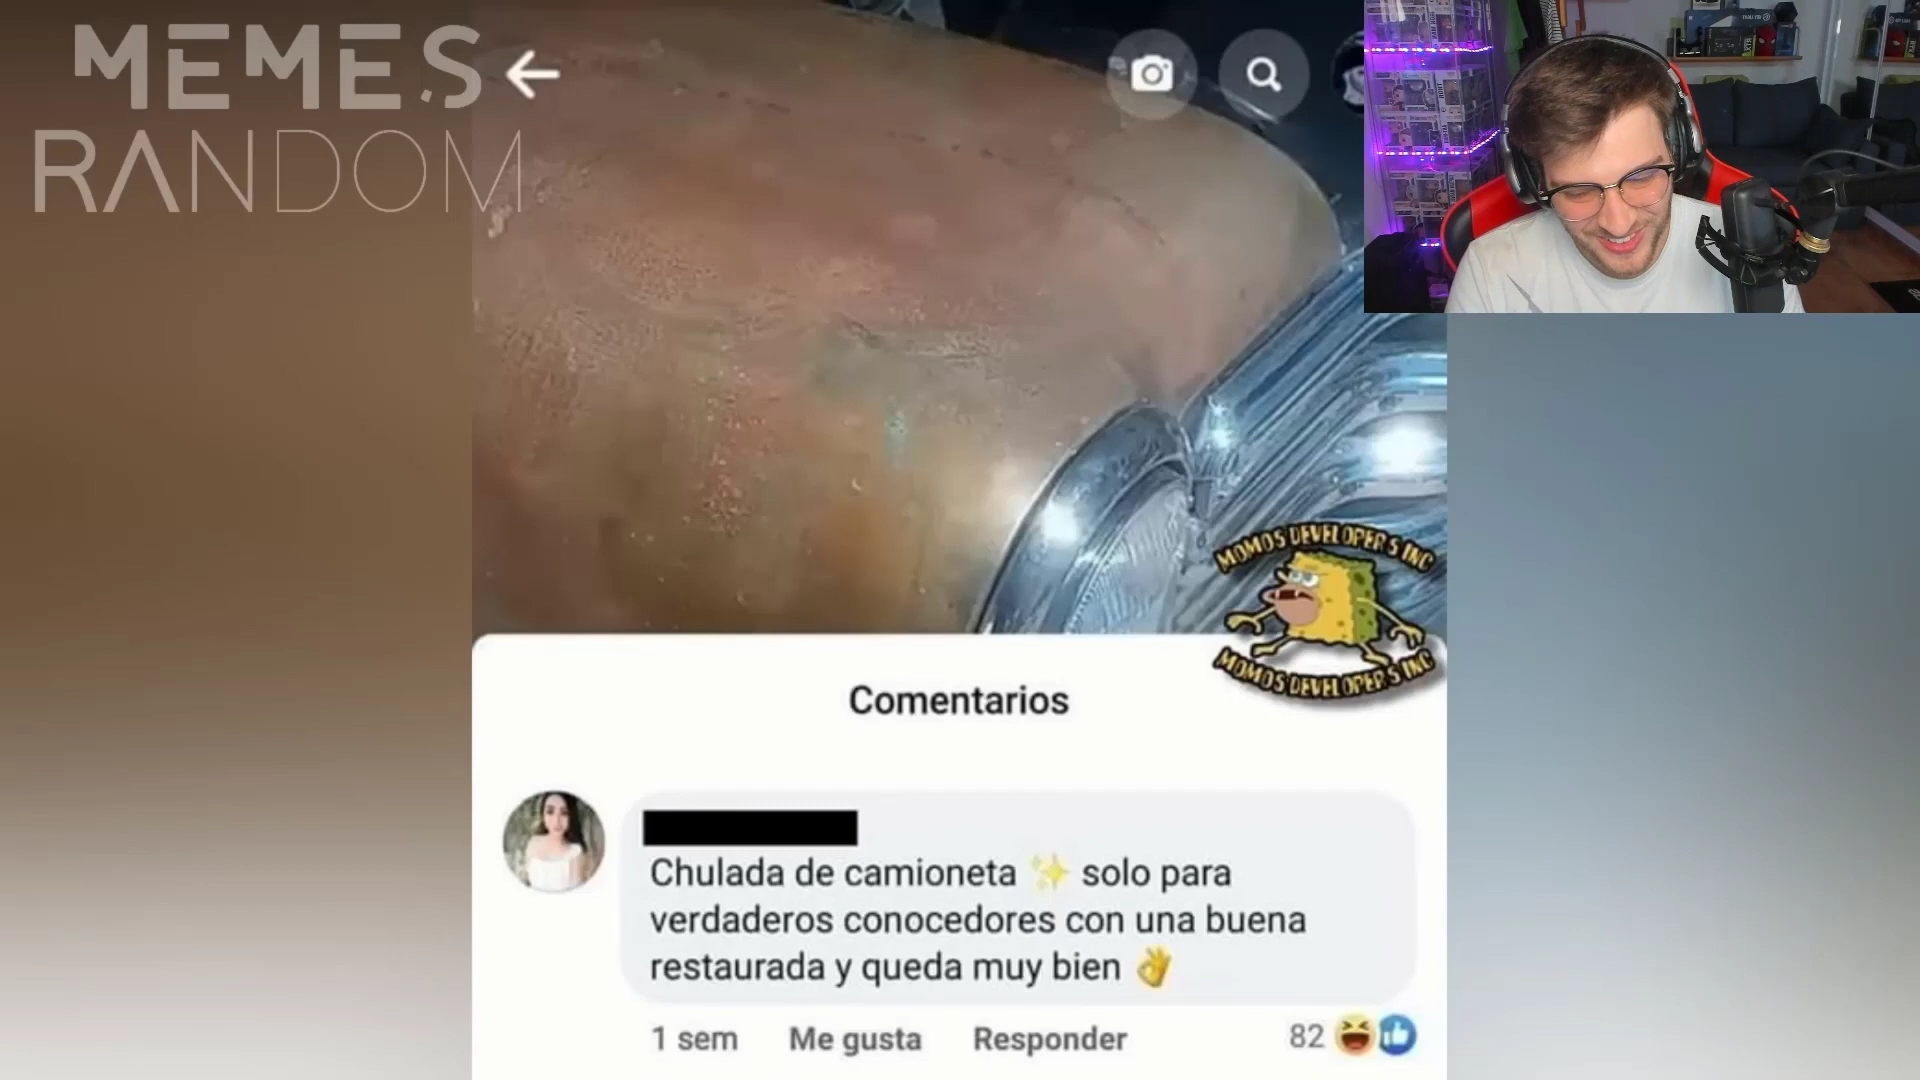 MEMES
RANDOM
MOMOS DEVELOPERS INC
MOMOS DEVELOPERS INC
Comentarios
Chulada de camioneta ✨ solo para
verdaderos conocedores con una buena
restaurada y queda muy bien 👌
1 sem Me gusta Responder 82